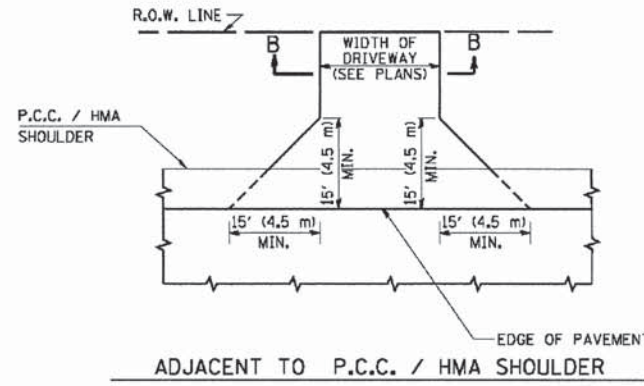 R.O.W. LINE
B
WIDTH OF
DRIVEWAY
(SEE PLANS)
B
P.C.C. / HMA
SHOULDER
15' (4.5 m)
MIN.
15' (4.5 m)
MIN.
15' (4.5 m)
MIN.
15' (4.5 m)
MIN.
EDGE OF PAVEMENT
ADJACENT TO P.C.C. / HMA SHOULDER